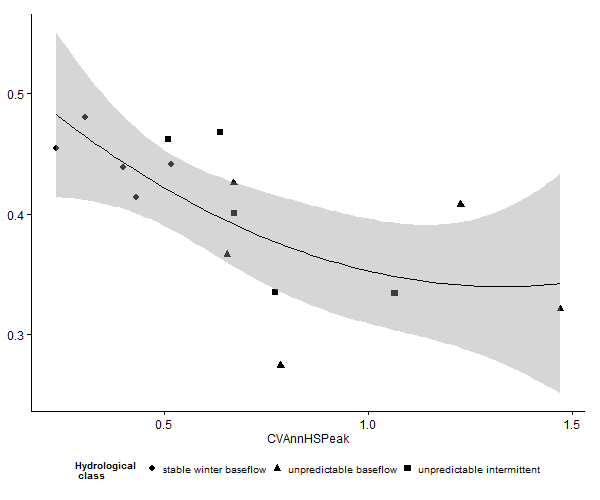 0.5
0.4
0.3
0.5 1.0 1.5
CVAnnHSPeak
Hydrological
class
stable winter baseflow unpredictable baseflow unpredictable intermittent